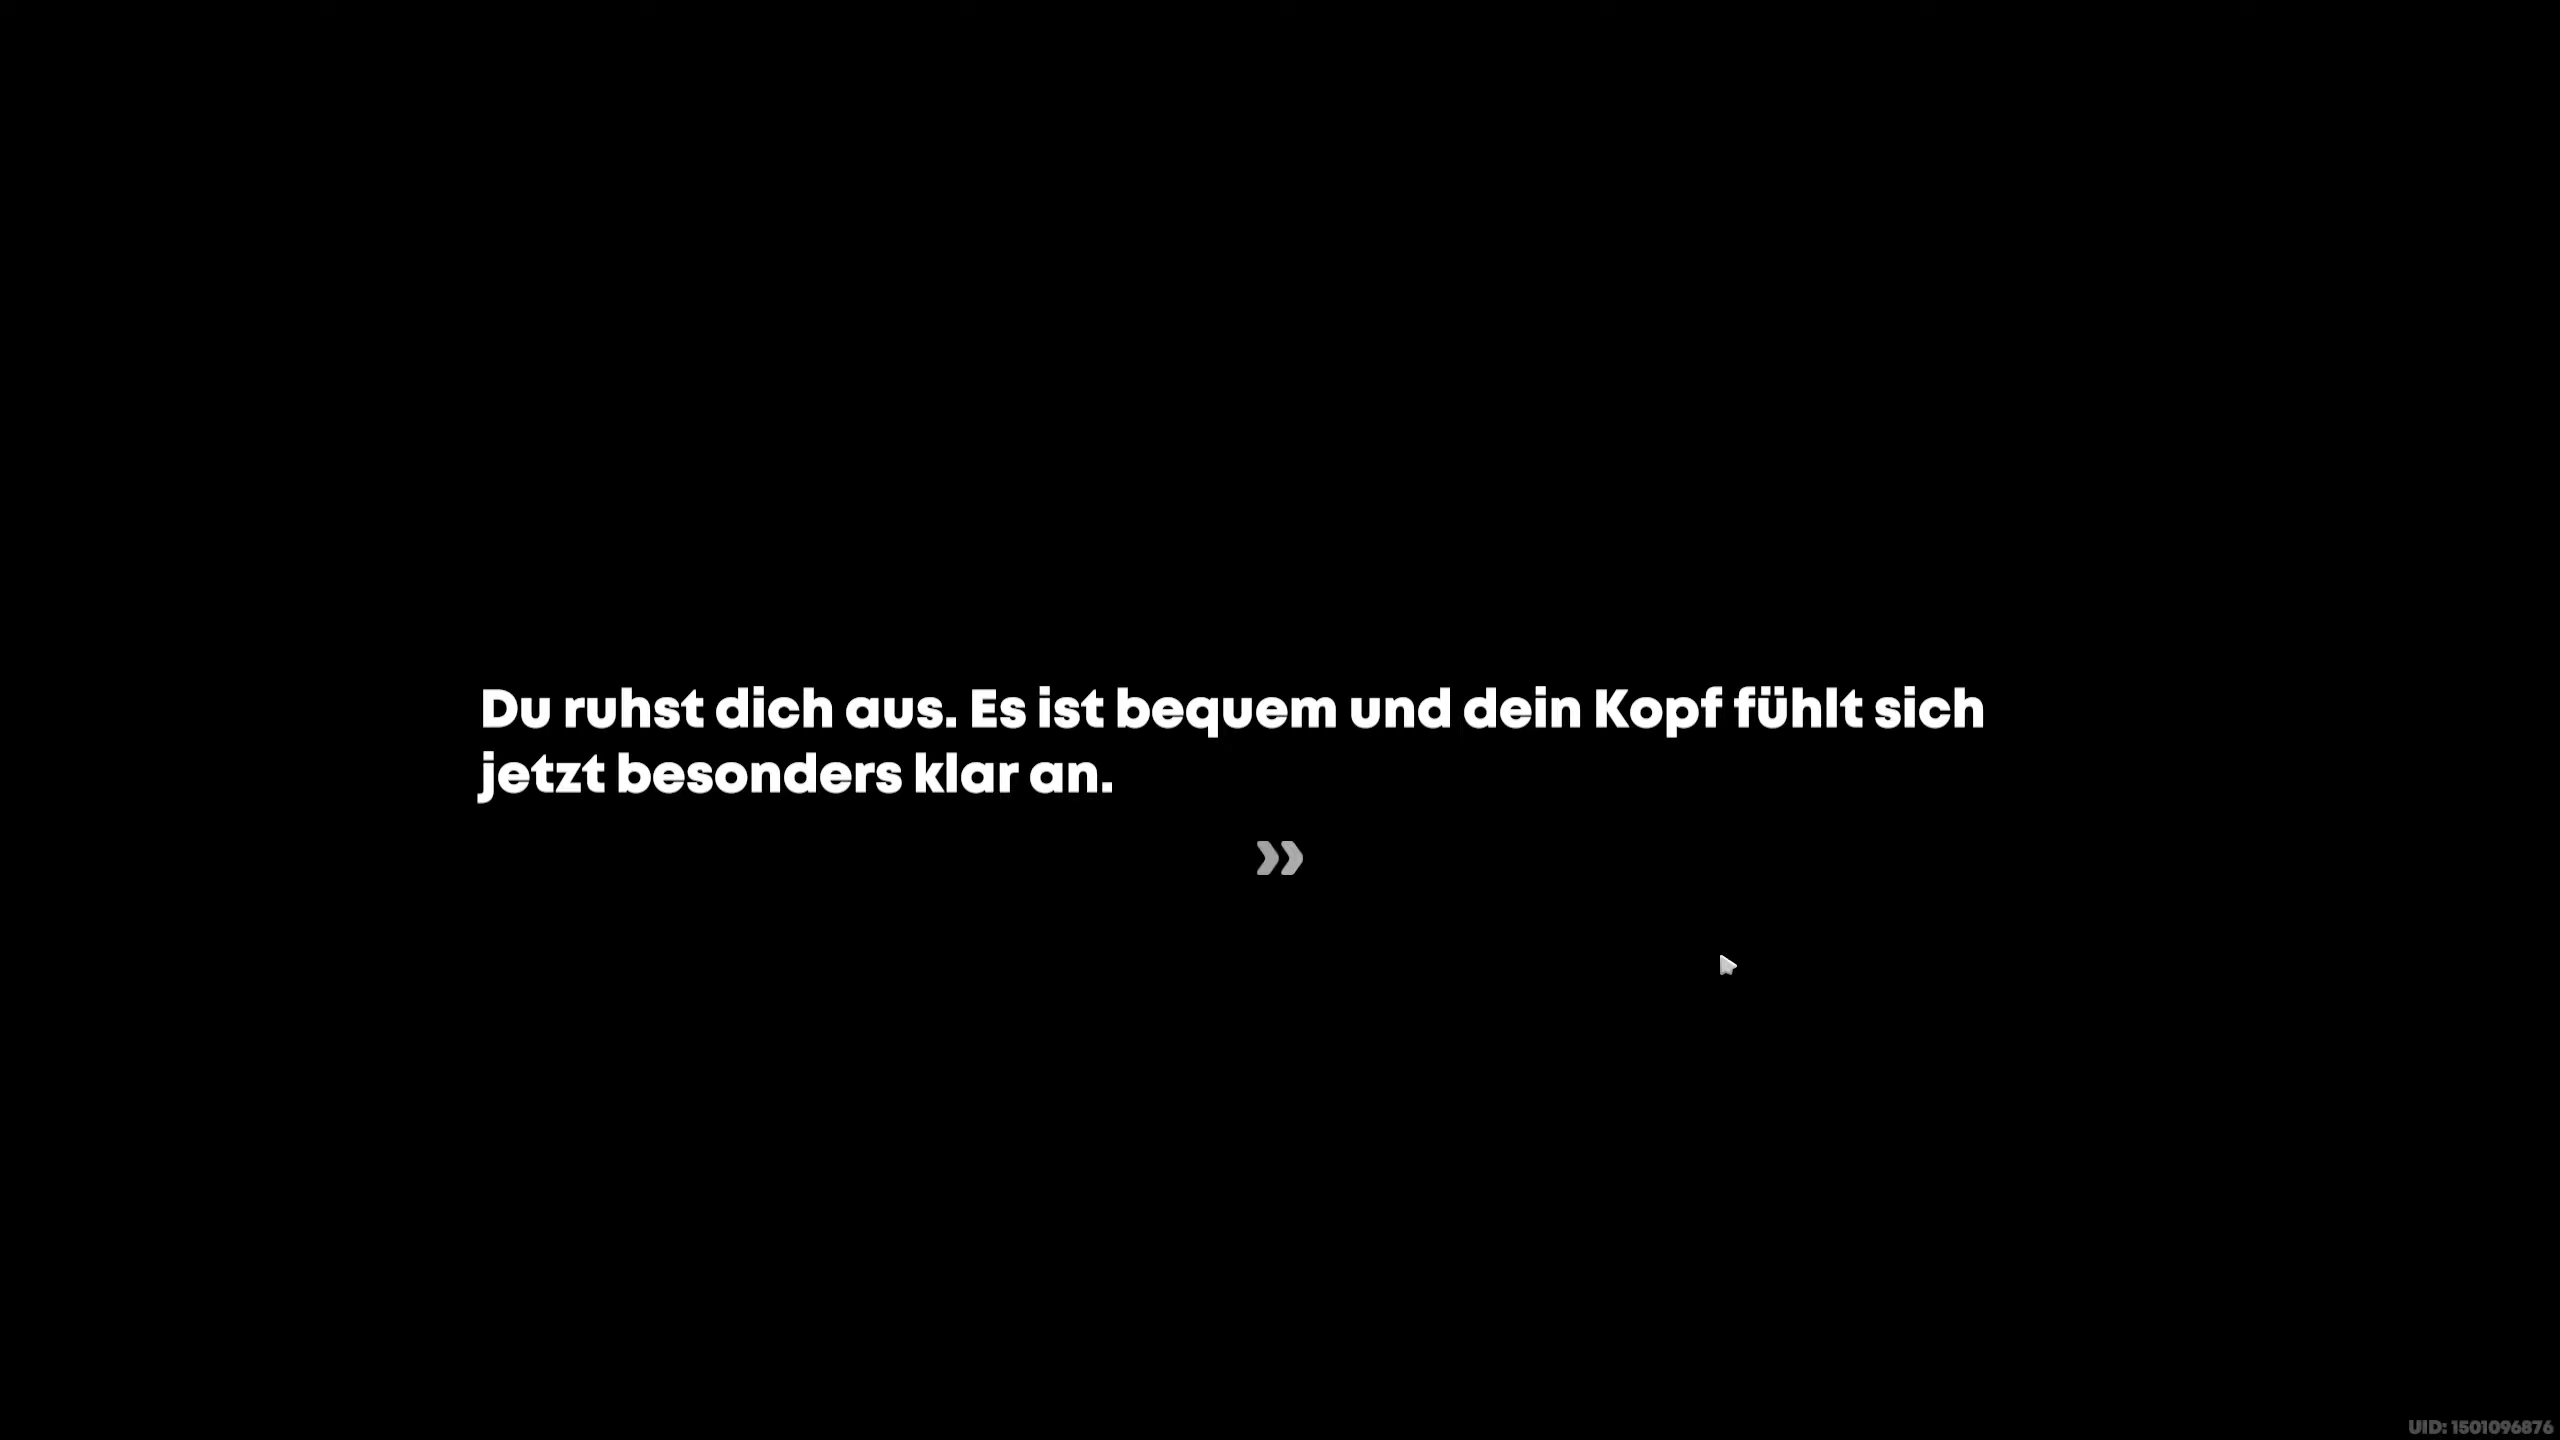 Du ruhst dich aus. Es ist bequem und dein Kopf fühlt sich
jetzt besonders klar an.
»
UID: 1501096876